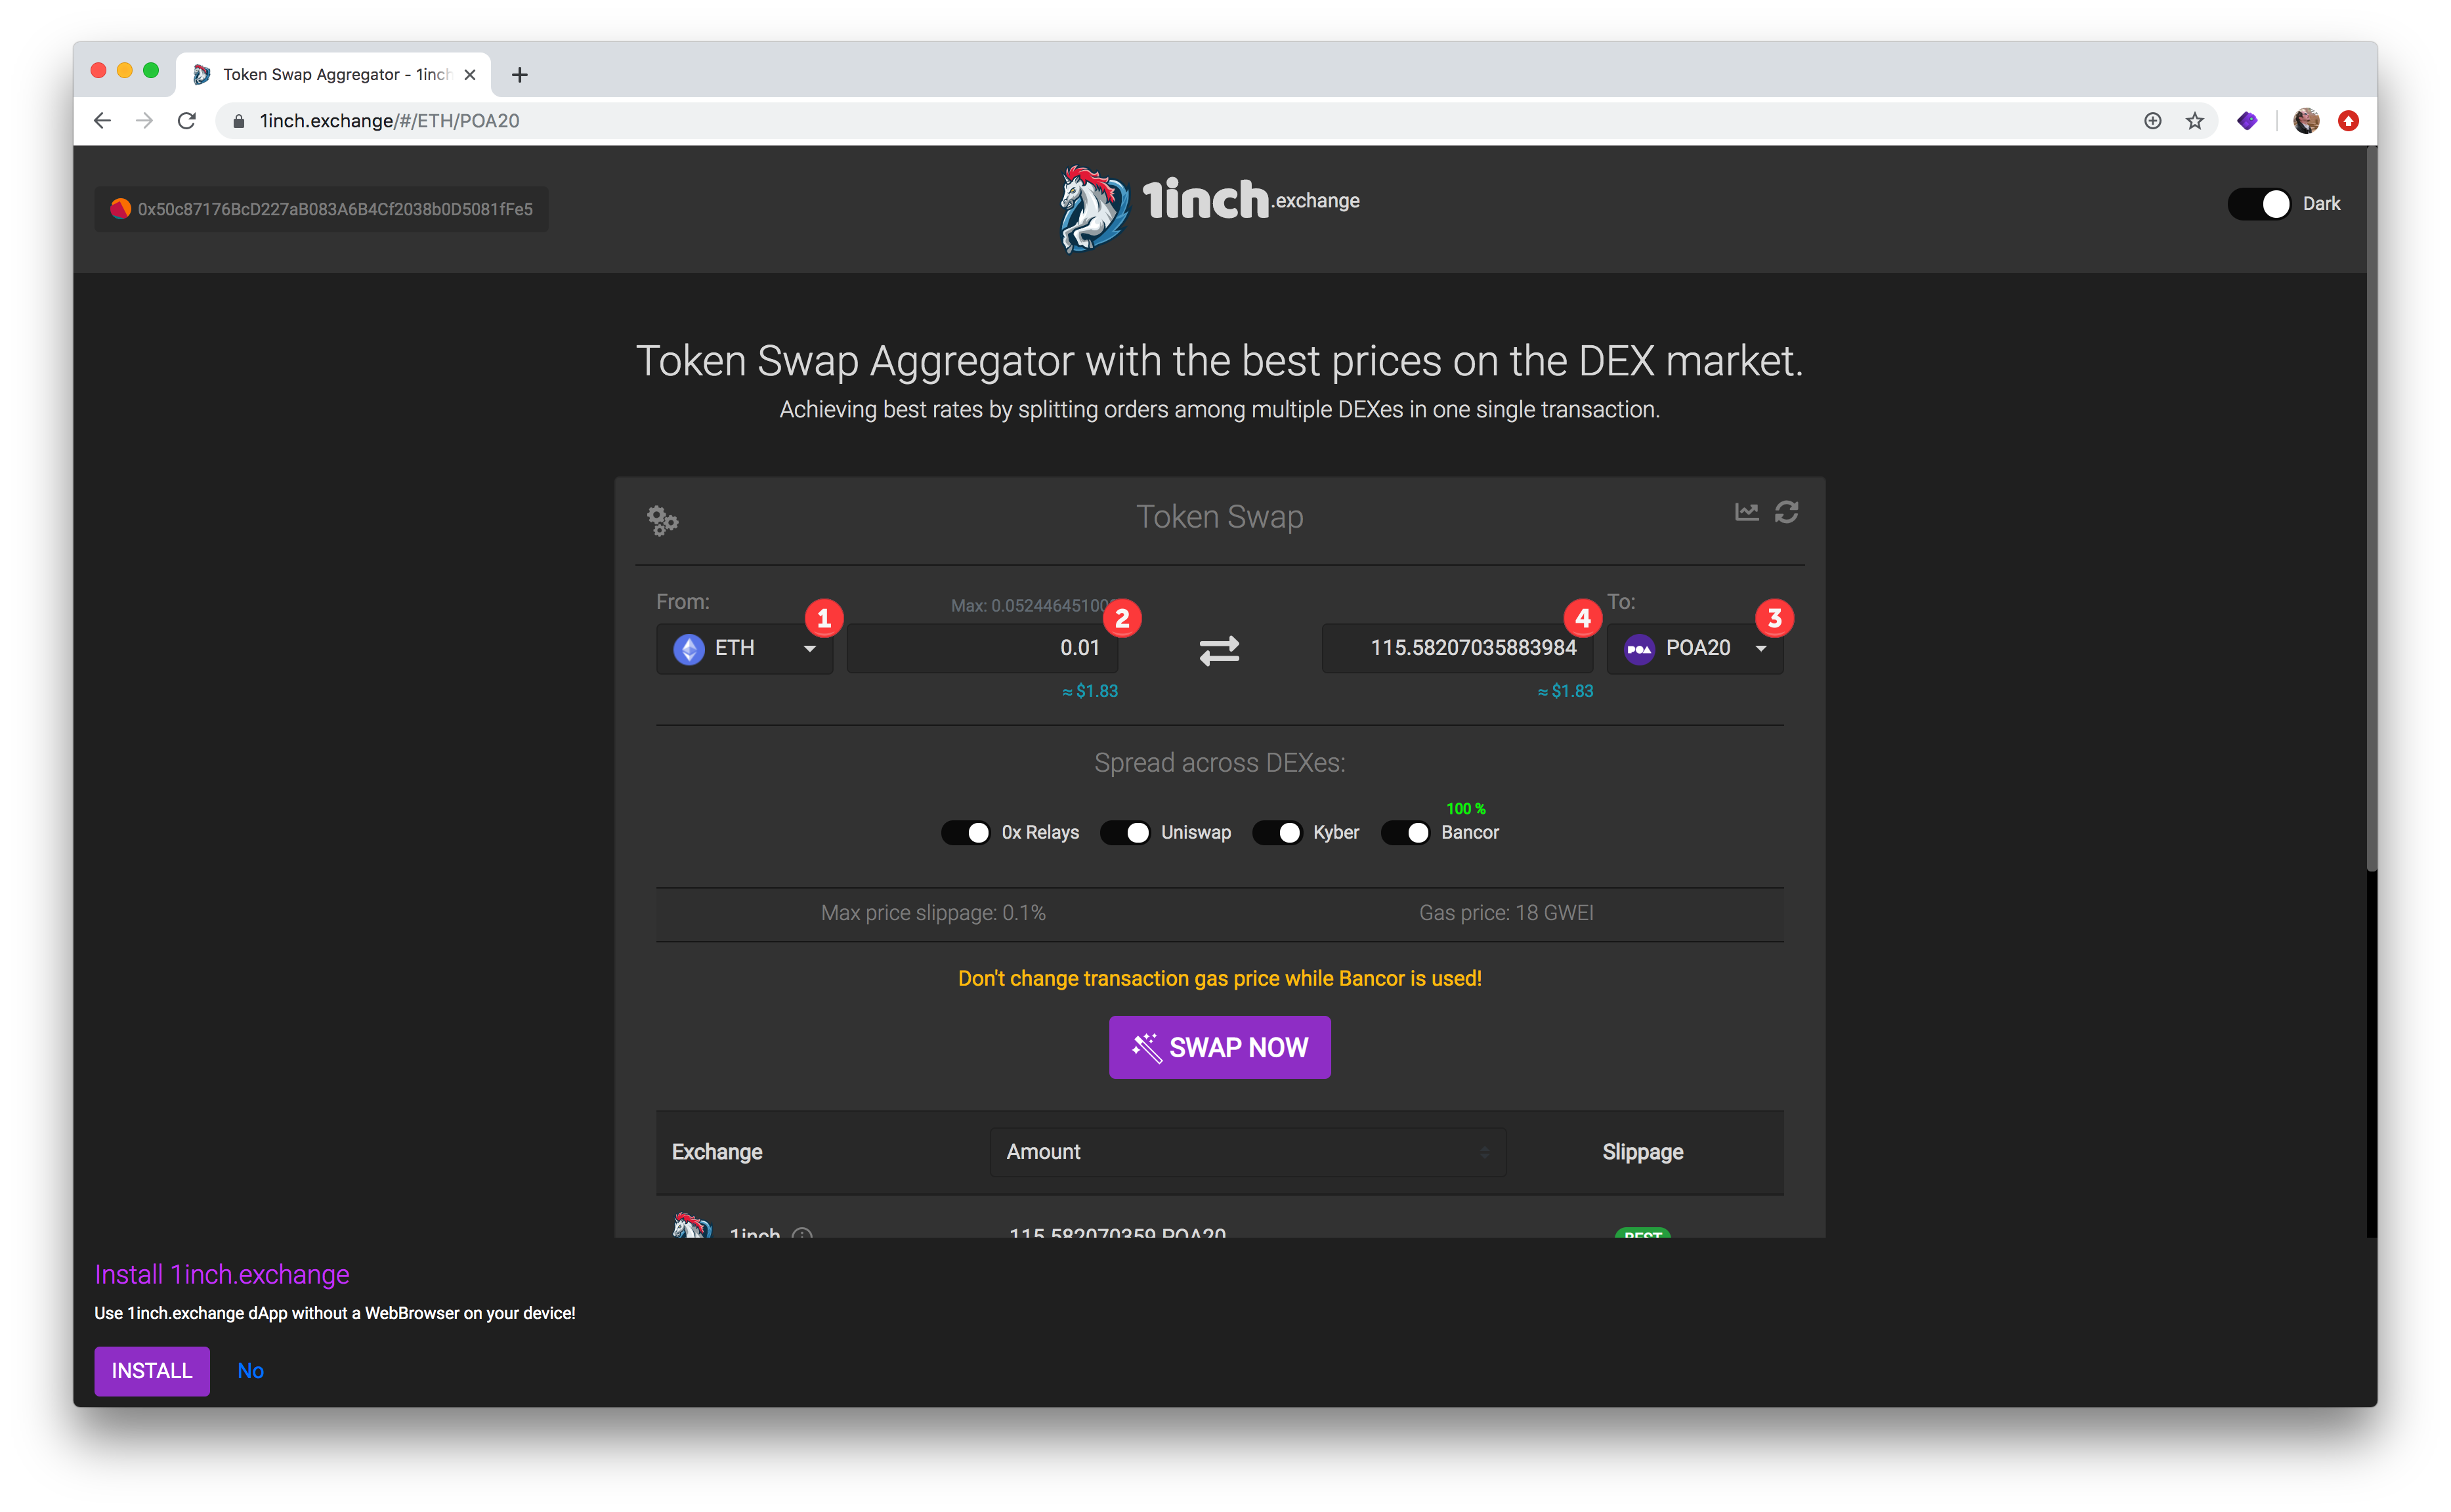 Token Swap Aggregator - 1inch
1inch.exchange/#/ETH/POA20
0x50c87176BcD227aB083A6B4Cf2038b0D5081fFe5
1inch.exchange
Dark
Token Swap Aggregator with the best prices on the DEX market.
Achieving best rates by splitting orders among multiple DEXes in one single transaction.
Token Swap
From:
Max: 0.05244645100
To:
1
2
4
3
ETH
0.01
115.58207035883984
POA
POA20
≈ $1.83
≈ $1.83
Spread across DEXes:
100 %
0x Relays
Uniswap
Kyber
Bancor
Max price slippage: 0.1%
Gas price: 18 GWEI
Don't change transaction gas price while Bancor is used!
SWAP NOW
Exchange
Amount
Slippage
1inch
115.582070359 POA20
BEST
Install 1inch.exchange
Use 1inch.exchange dApp without a WebBrowser on your device!
INSTALL
No